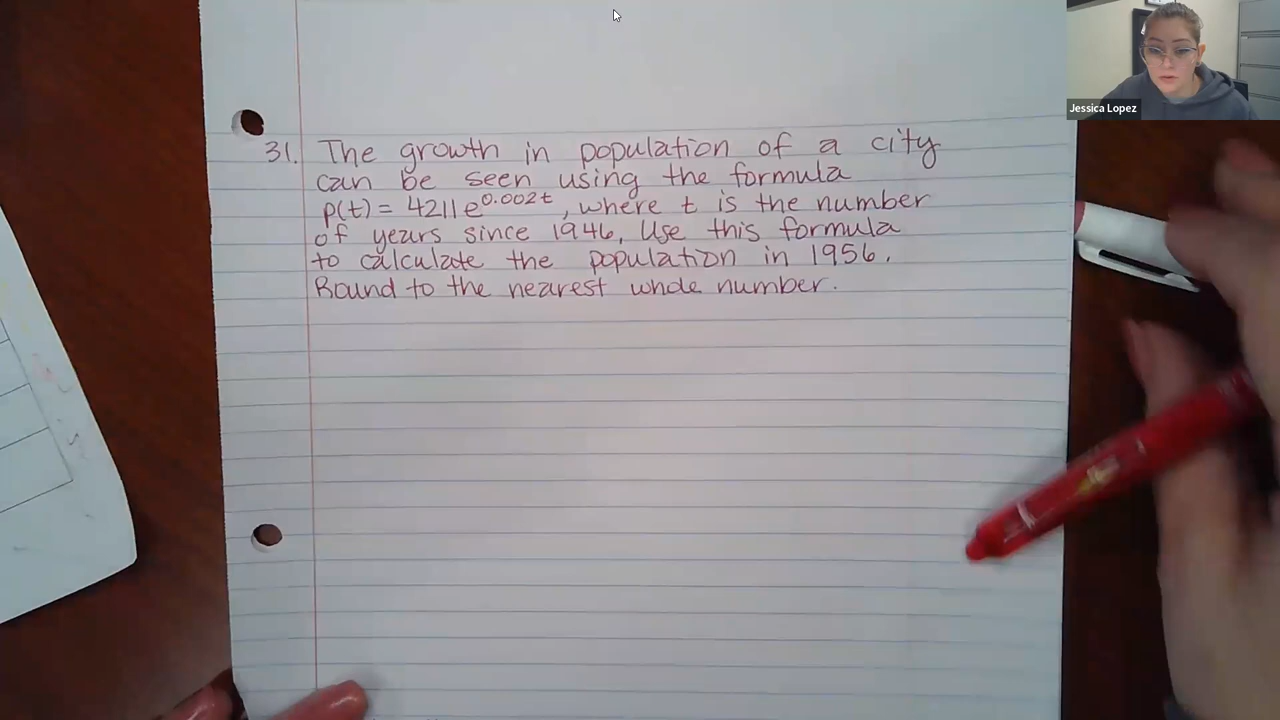 Jessica Lopez
31. The growth in population of a city
can be seen using the formula
p(t) = 4211e^0.002t, where t is the number
of years since 1946. Use this formula
to calculate the population in 1956.
Round to the nearest whole number.